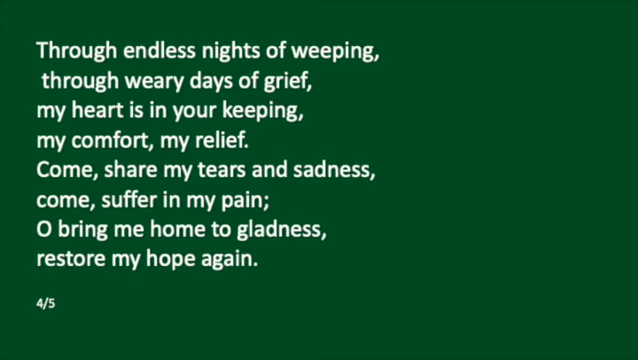 Through endless nights of weeping,
through weary days of grief,
my heart is in your keeping,
my comfort, my relief.
Come, share my tears and sadness,
come, suffer in my pain;
O bring me home to gladness,
restore my hope again.
4/5